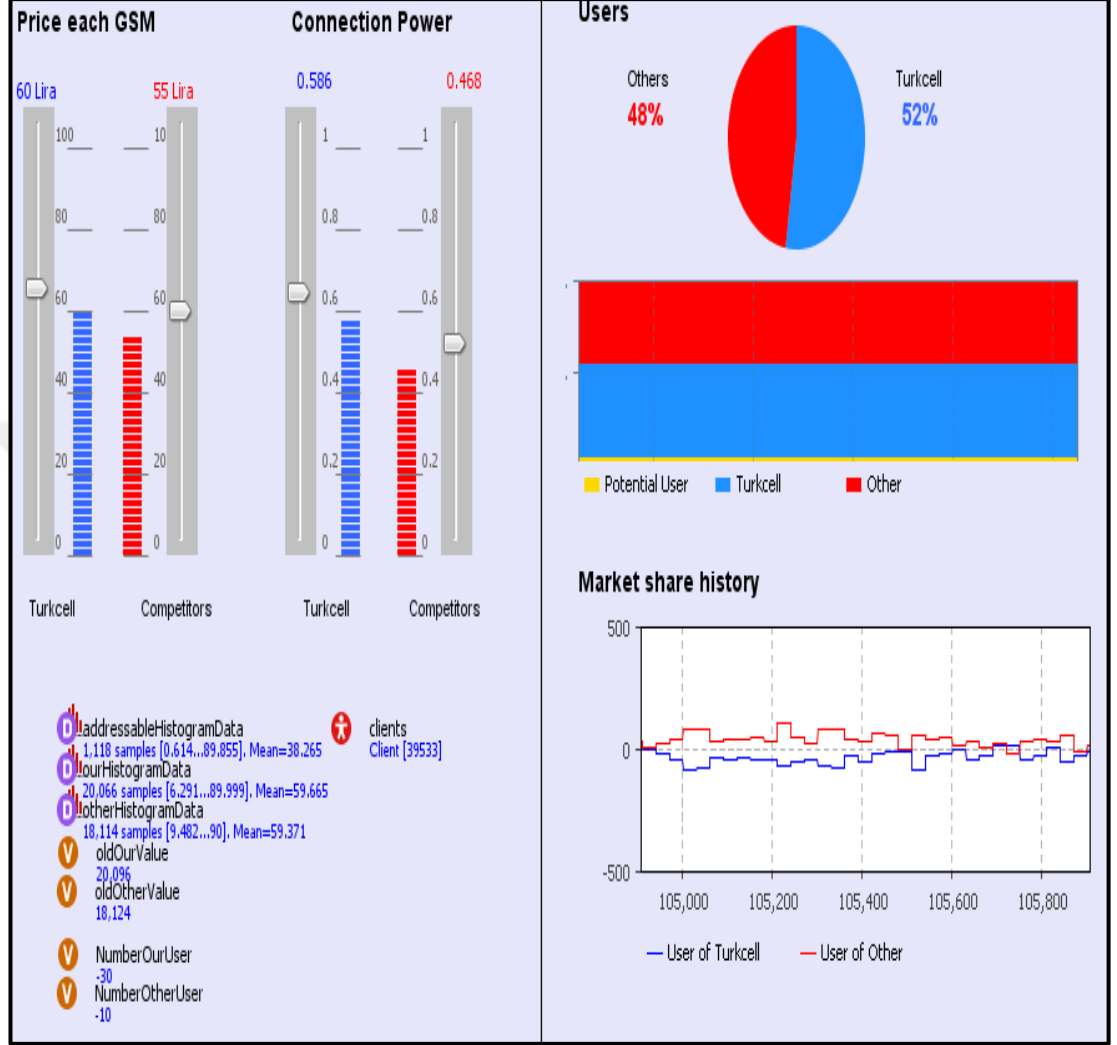 Price each GSM
Connection Power
60 Lira
55 Lira
0.586
0.468
100
80
60
40
20
0
10
80
60
40
20
0
1
0.8
0.6
0.4
0.2
0
1
0.8
0.6
0.4
0.2
0
Turkcell
Competitors
Turkcell
Competitors
addressableHistogramData
1,118 samples [0.614...89.855]. Mean=38.265
ourHistogramData
20,066 samples [6.291...89.999]. Mean=59.665
otherHistogramData
18,114 samples [9.482...90]. Mean=59.371
oldOurValue
20,096
oldOtherValue
18,124
NumberOurUser
-30
NumberOtherUser
-10
clients
Client [39533]
D
D
D
V
V
V
V
Users
Others
48%
Turkcell
52%
Potential User
Turkcell
Other
Market share history
500
0
-500
105,000
105,200
105,400
105,600
105,800
User of Turkcell
User of Other